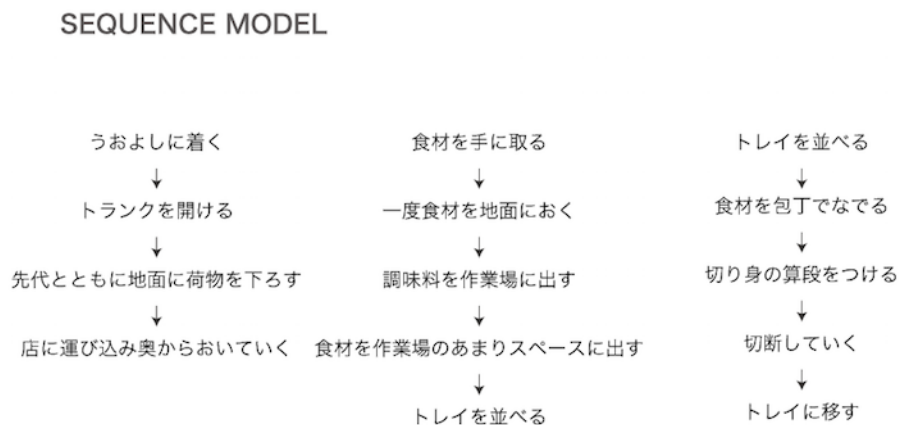 SEQUENCE MODEL
うおよしに着く
↓
トランクを開ける
↓
先代とともに地面に荷物を下ろす
↓
店に運び込み奥からおいていく
食材を手に取る
↓
一度食材を地面におく
↓
調味料を作業場に出す
↓
食材を作業場のあまりスペースに出す
↓
トレイを並べる
トレイを並べる
↓
食材を包丁でなでる
↓
切り身の算段をつける
↓
切断していく
↓
トレイに移す